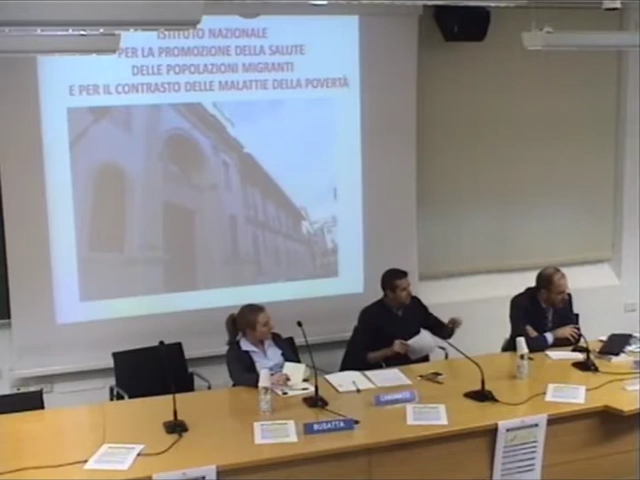 ISTITUTO NAZIONALE
PER LA PROMOZIONE DELLA SALUTE
DELLE POPOLAZIONI MIGRANTI
E PER IL CONTRASTO DELLE MALATTIE DELLA POVERTÀ
BUSATTA